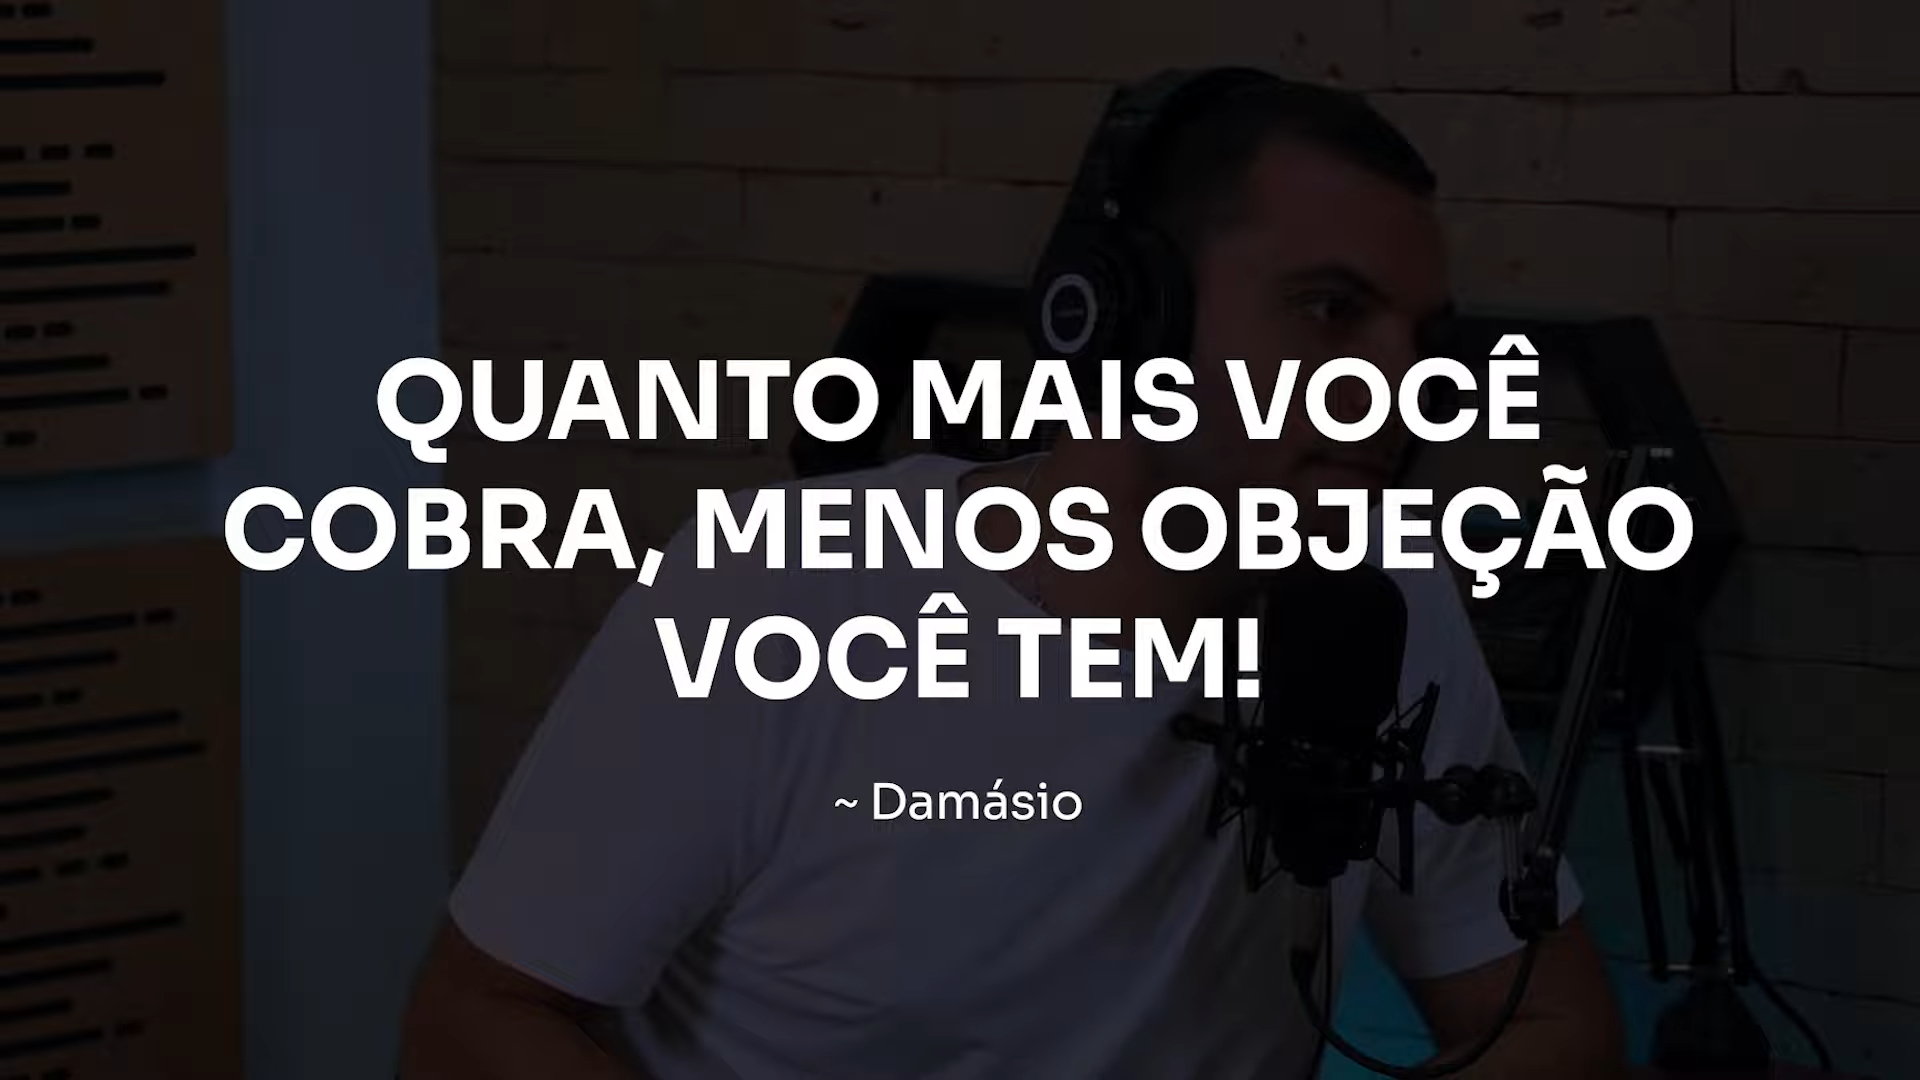 QUANTO MAIS VOCÊ
COBRA, MENOS OBJEÇÃO
VOCÊ TEM!
~ Damásio